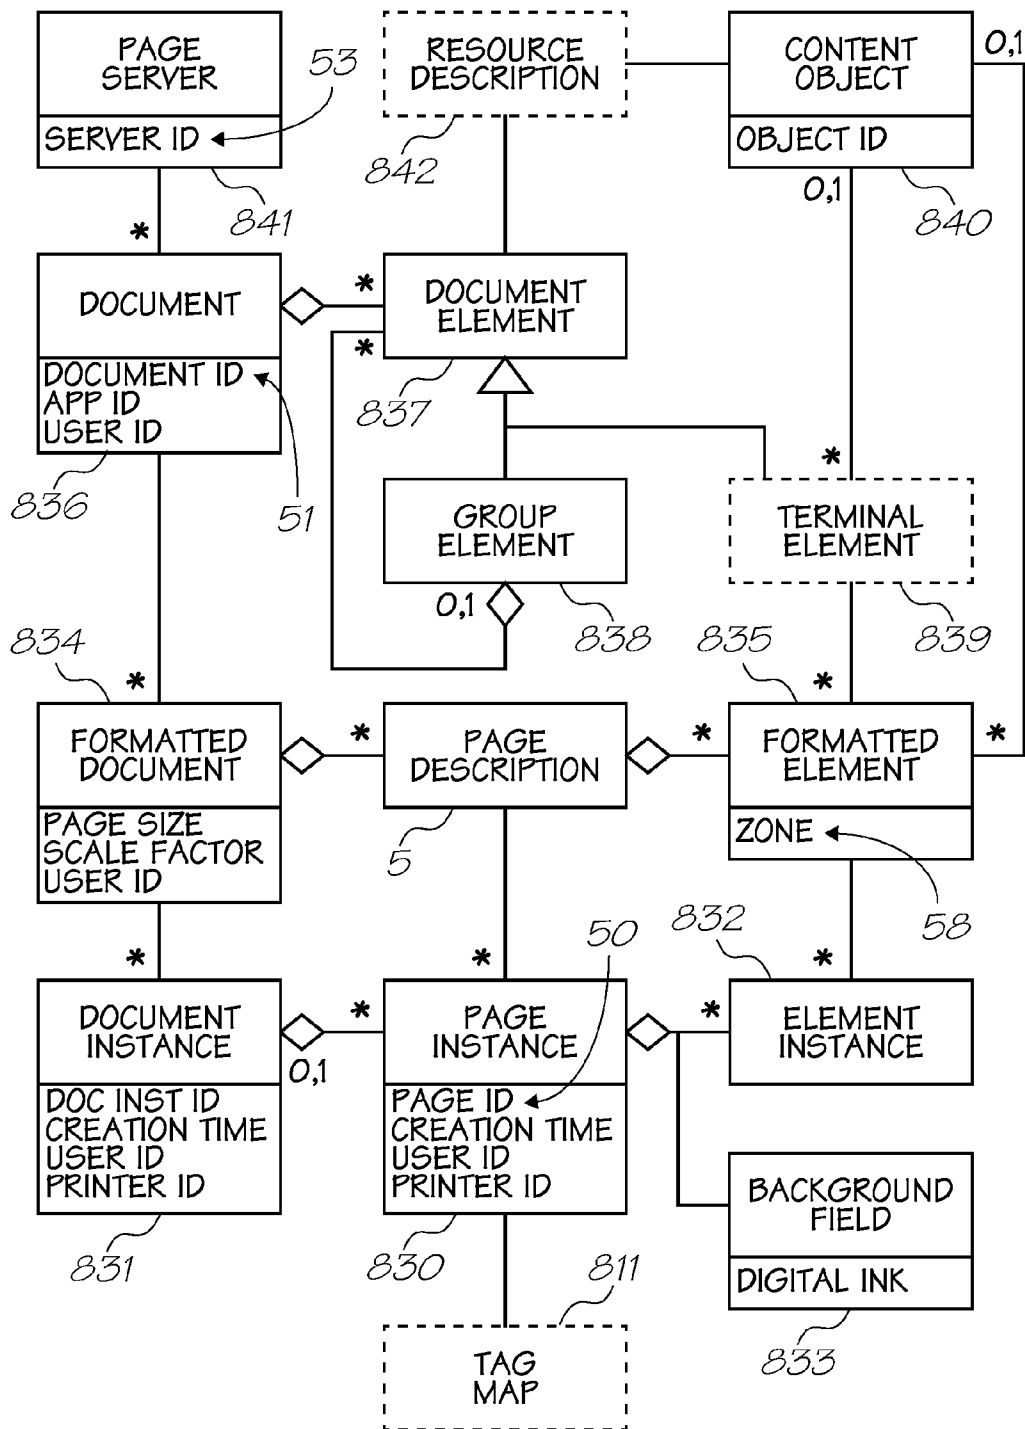 PAGE
SERVER
SERVER ID
53
841
*
RESOURCE
DESCRIPTION
842
CONTENT
OBJECT
OBJECT ID
0,1
0,1
840
DOCUMENT
DOCUMENT ID
APP ID
USER ID
836
51
*
*
DOCUMENT
ELEMENT
837
GROUP
ELEMENT
0,1
838
*
TERMINAL
ELEMENT
839
834
*
FORMATTED
DOCUMENT
PAGE SIZE
SCALE FACTOR
USER ID
*
PAGE
DESCRIPTION
5
835
*
*
*
FORMATTED
ELEMENT
ZONE
58
*
DOCUMENT
INSTANCE
0,1
DOC INST ID
CREATION TIME
USER ID
PRINTER ID
831
*
*
50
PAGE
INSTANCE
PAGE ID
CREATION TIME
USER ID
PRINTER ID
830
832
*
*
ELEMENT
INSTANCE
BACKGROUND
FIELD
DIGITAL INK
833
811
TAG
MAP